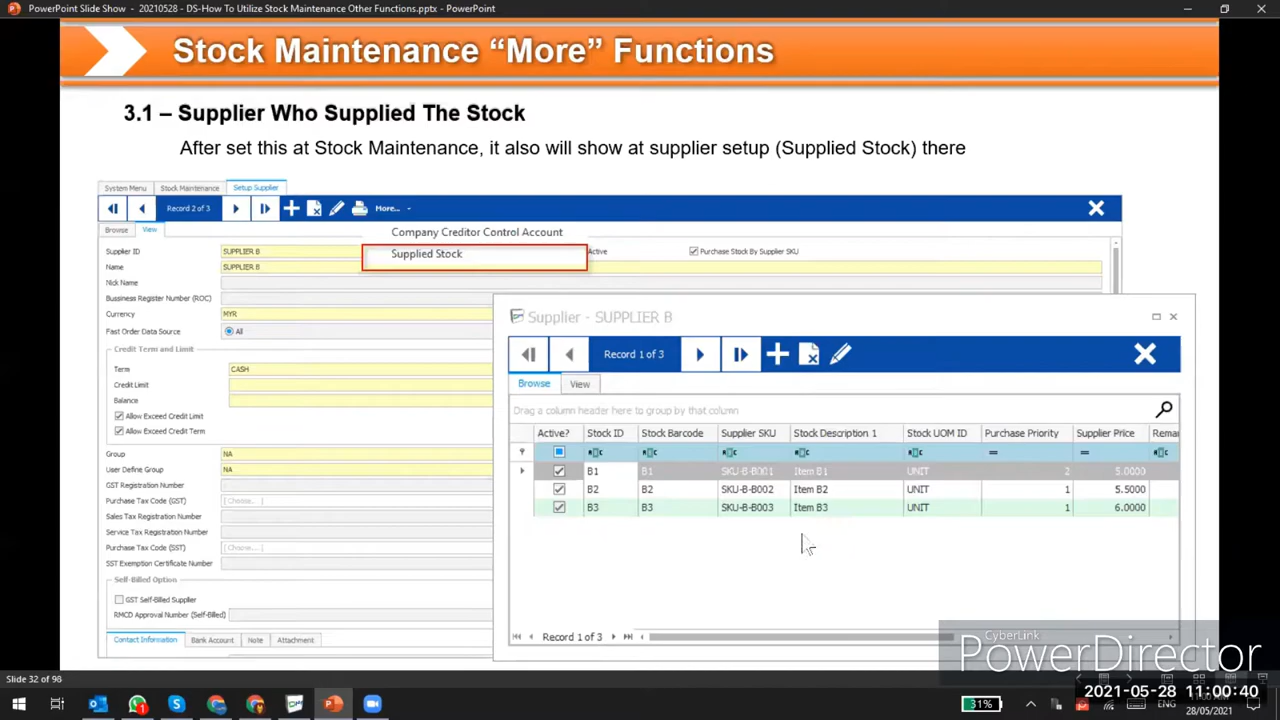 PowerPoint Slide Show - 20210528 - DS-How To Utilize Stock Maintenance Other Functions.pptx - PowerPoint
Stock Maintenance “More” Functions
3.1 – Supplier Who Supplied The Stock
After set this at Stock Maintenance, it also will show at supplier setup (Supplied Stock) there
System Menu Stock Maintenance Setup Supplier
Record 2 of 3 More...
Browse View
Company Creditor Control Account
Supplied Stock
Supplier ID SUPPLIER B Active Purchase Stock By Supplier SKU
Name SUPPLIER B
Nick Name
Bussiness Register Number (ROC)
Currency MYR
Fast Order Data Source All
Credit Term and Limit
Term CASH
Credit Limit
Balance
Allow Exceed Credit Limit
Allow Exceed Credit Term
Group NA
User Define Group NA
GST Registration Number
Purchase Tax Code (GST) [ Choose... ]
Sales Tax Registration Number
Service Tax Registration Number
Purchase Tax Code (SST) [ Choose... ]
SST Exemption Certificate Number
Self-Billed Option
GST Self-Billed Supplier
RMCD Approval Number (Self-Billed)
Contact Information Bank Account Note Attachment
Supplier - SUPPLIER B
Record 1 of 3
Browse View
Drag a column header here to group by that column
Active? Stock ID Stock Barcode Supplier SKU Stock Description 1 Stock UOM ID Purchase Priority Supplier Price Remar
B1 B1 SKU-B-B001 Item B1 UNIT 2 5.0000
B2 B2 SKU-B-B002 Item B2 UNIT 1 5.5000
B3 B3 SKU-B-B003 Item B3 UNIT 1 6.0000
Record 1 of 3
CyberLink
PowerDirector
Slide 32 of 98
2021-05-28 11:00:40
31% ENG 28/05/2021